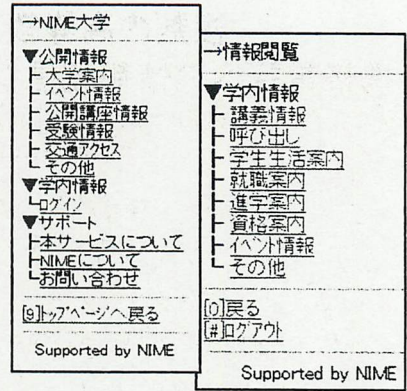 →NIME大学
▼公開情報
大学案内
イベント情報
公開講座情報
受験情報
交通アクセス
その他
▼学内情報
ログイン
▼サポート
本サービスについて
NIMEについて
お問い合わせ
[9]トップページへ戻る
Supported by NIME
→情報閲覧
▼学内情報
講義情報
呼び出し
学生生活案内
就職案内
進学案内
資格案内
イベント情報
その他
[0]戻る
[#]ログアウト
Supported by NIME